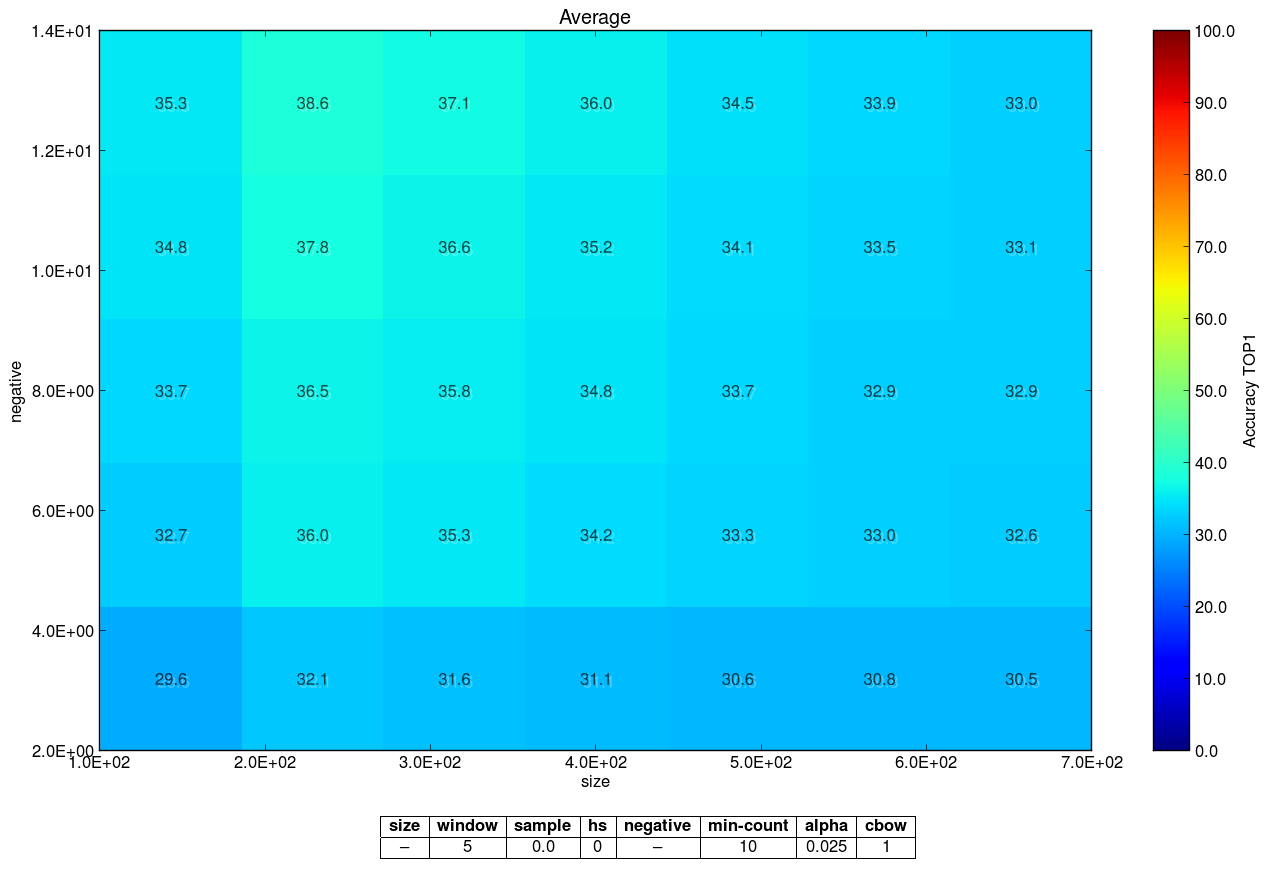 Average
1.4E+01
100.0
35.3 38.6 37.1 36.0 34.5 33.9 33.0
90.0
1.2E+01
80.0
34.8 37.8 36.6 35.2 34.1 33.5 33.1
1.0E+01
70.0
60.0
negative
8.0E+00
33.7 36.5 35.8 34.8 33.7 32.9 32.9
50.0
Accuracy TOP1
40.0
6.0E+00
32.7 36.0 35.3 34.2 33.3 33.0 32.6
30.0
4.0E+00
20.0
29.6 32.1 31.6 31.1 30.6 30.8 30.5
10.0
2.0E+00
0.0
1.0E+02 2.0E+02 3.0E+02 4.0E+02 5.0E+02 6.0E+02 7.0E+02
size
size window sample hs negative min-count alpha cbow
– 5 0.0 0 – 10 0.025 1